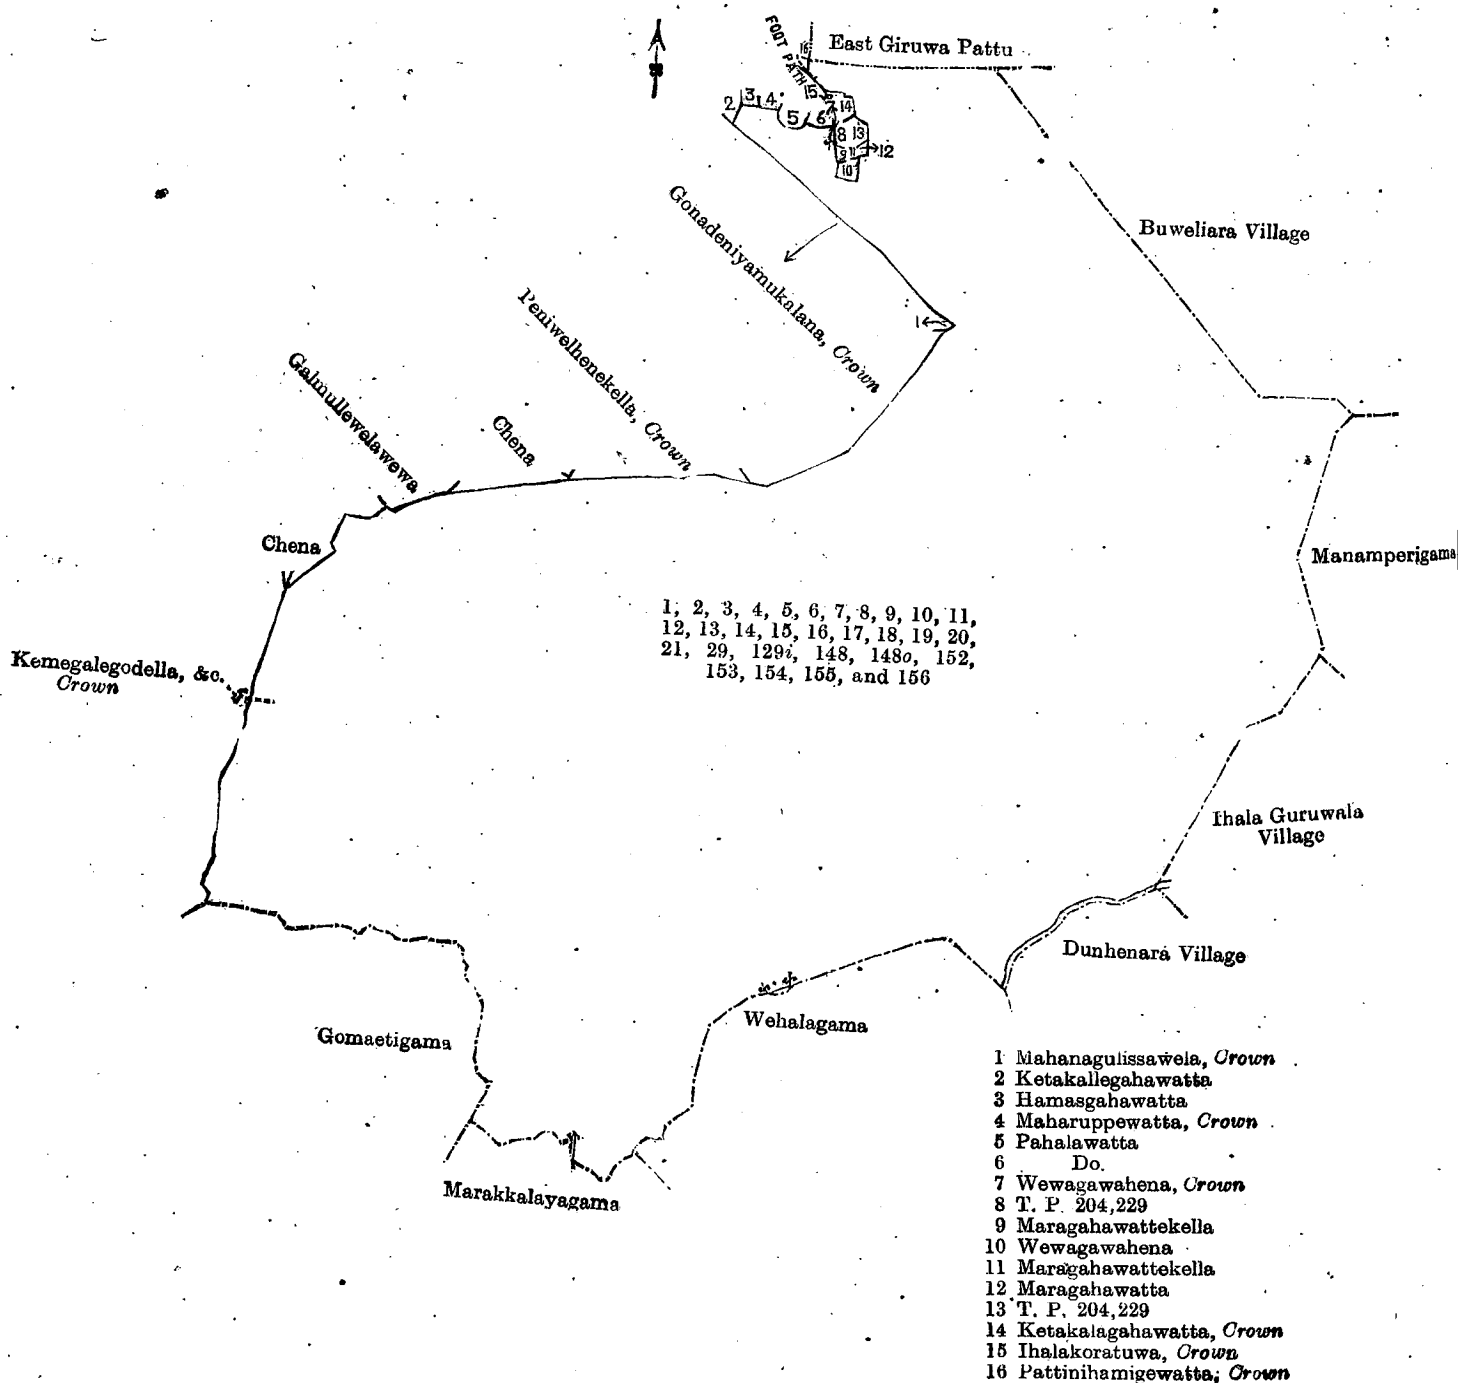 FOOT PATH
East Giruwa Pattu
16
15
2
3
4
5
6
7
14
8
13
9
11
12
10
Buweliara Village
Gonadeniyamukalana, Crown
1
Peniwelhenekella, Crown
Galmullewelawewa
Chena
Chena
Manamperigama
1, 2, 3, 4, 5, 6, 7, 8, 9, 10, 11,
12, 13, 14, 15, 16, 17, 18, 19, 20,
21, 29, 129i, 148, 148o, 152,
153, 154, 155, and 156
Kemegalegodella, &c.
Crown
Ihala Guruwala
Village
Dunhenara Village
Wehalagama
Gomaetigama
Marakkalayagama
1 Mahanagulissawela, Crown
2 Ketakallegahawatta
3 Hamasgahawatta
4 Maharuppewatta, Crown
5 Pahalawatta
6 Do.
7 Wewagawahena, Crown
8 T. P. 204,229
9 Maragahawattekella
10 Wewagawahena
11 Maragahawattekella
12 Maragahawatta
13 T. P. 204,229
14 Ketakalagahawatta, Crown
15 Ihalakoratuwa, Crown
16 Pattinihamigewatta, Crown